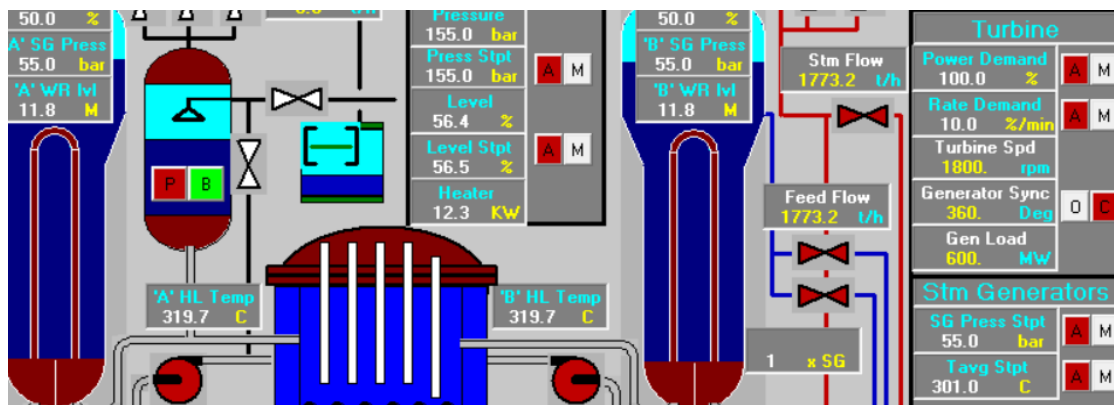 50.0 %
A' SG Press
55.0 bar
'A' WR lvl
11.8 M
P B
'A' HL Temp
319.7 C
Pressure
155.0 bar
Press Stpt
155.0 bar
A M
Level
56.4 %
Level Stpt
56.5 %
A M
Heater
12.3 KW
'B' HL Temp
319.7 C
50.0 %
'B' SG Press
55.0 bar
'B' WR lvl
11.8 M
Stm Flow
1773.2 t/h
Feed Flow
1773.2 t/h
1 x SG
Turbine
Power Demand
100.0 %
A M
Rate Demand
10.0 %/min
A M
Turbine Spd
1800. rpm
Generator Sync
360. Deg
O C
Gen Load
600. MW
Stm Generators
SG Press Stpt
55.0 bar
A M
Tavg Stpt
301.0 C
A M